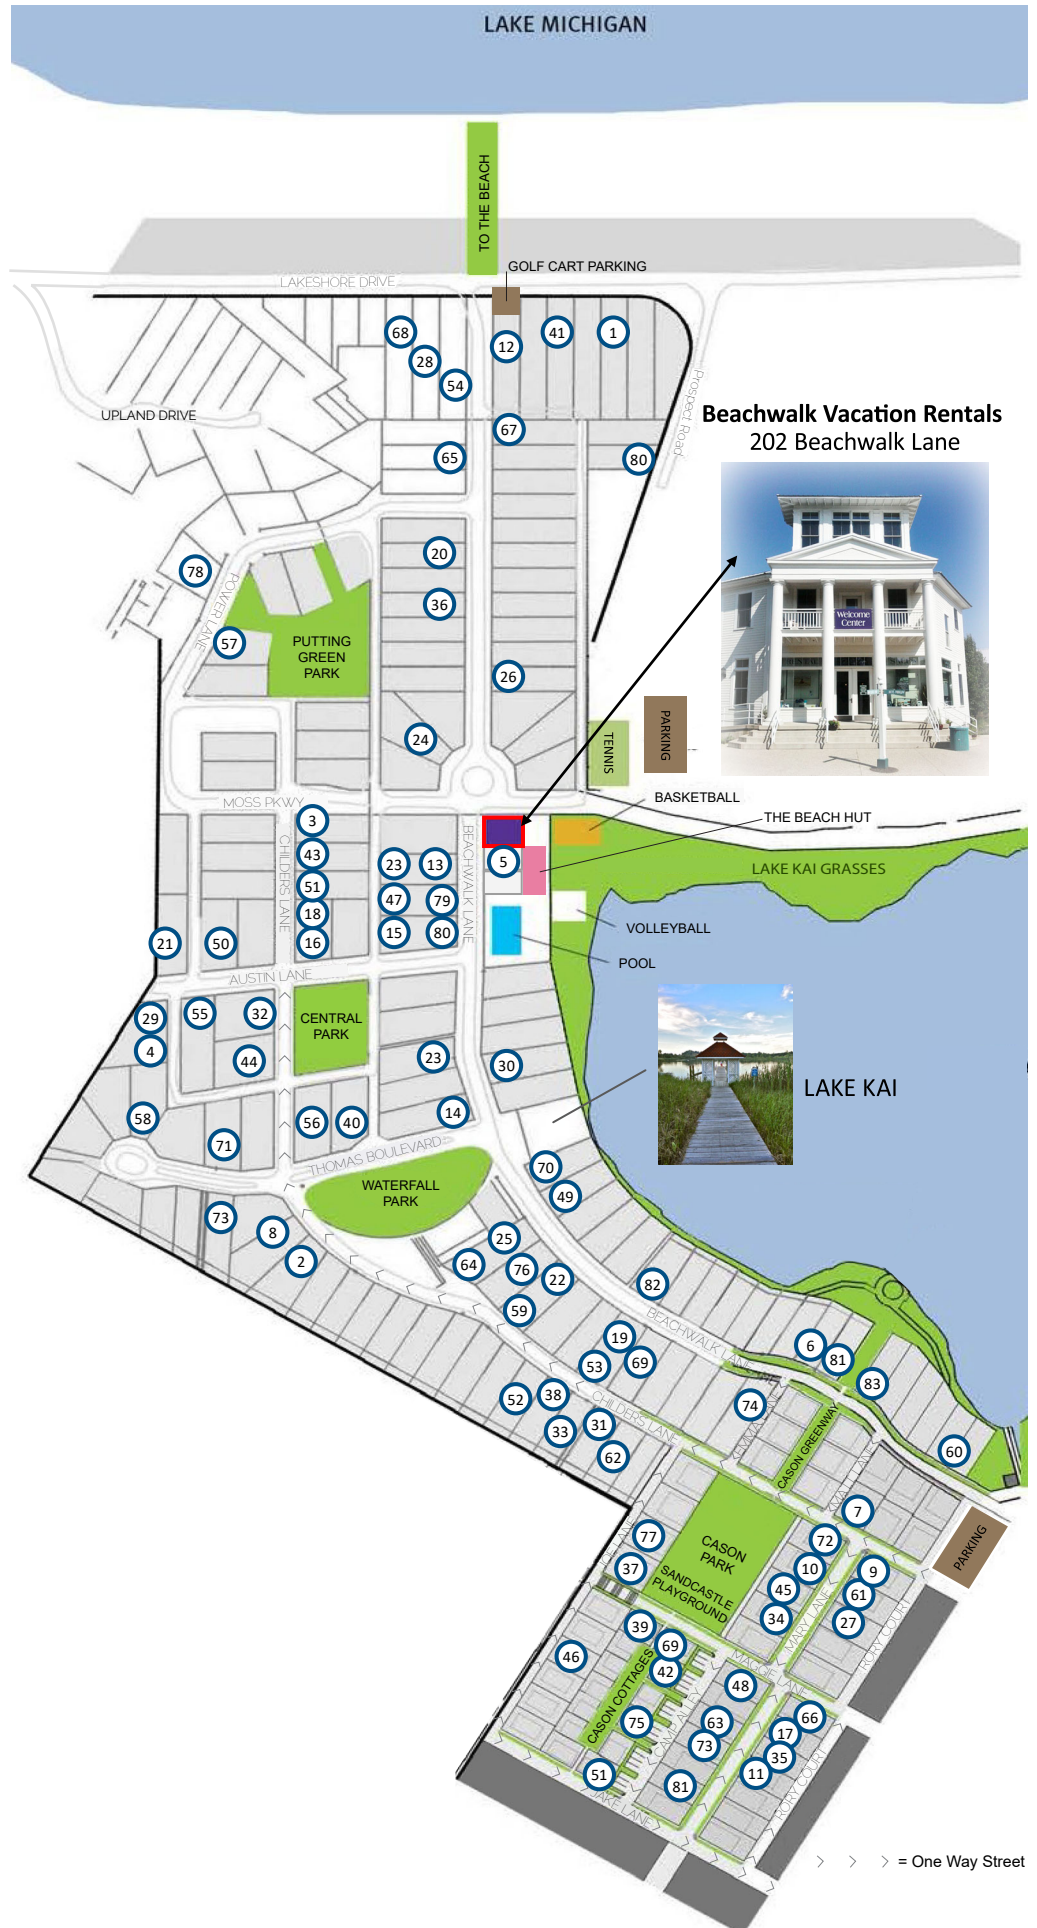 LAKE MICHIGAN
TO THE BEACH
GOLF CART PARKING
LAKESHORE DRIVE
68
28
54
12
41
1
Prospect Road
UPLAND DRIVE
67
65
80
Beachwalk Vacation Rentals
202 Beachwalk Lane
Welcome
Center
20
36
78
POWER LANE
57
PUTTING
GREEN
PARK
26
24
TENNIS
PARKING
MOSS PKWY
BASKETBALL
THE BEACH HUT
3
43
51
18
16
CHILDERS LANE
23
13
47
79
15
80
BEACHWALK LANE
5
LAKE KAI GRASSES
VOLLEYBALL
POOL
21
50
AUSTIN LANE
29
4
55
32
44
CENTRAL
PARK
23
30
LAKE KAI
58
71
56
40
14
THOMAS BOULEVARD
WATERFALL
PARK
70
49
73
8
2
25
64
76
22
59
82
BEACHWALK LANE
19
53
69
6
81
83
52
38
33
31
62
CHILDERS LANE
74
CASON GREENWAY
60
7
PARKING
77
37
CASON
PARK
SANDCASTLE
PLAYGROUND
72
10
45
34
MARY LANE
9
61
27
RORY COURT
39
69
42
46
CASON COTTAGES
MAGGIE LANE
48
75
63
73
CAMP ALLEY
66
17
35
11
51
81
JAKE LANE
RORY COURT
= One Way Street